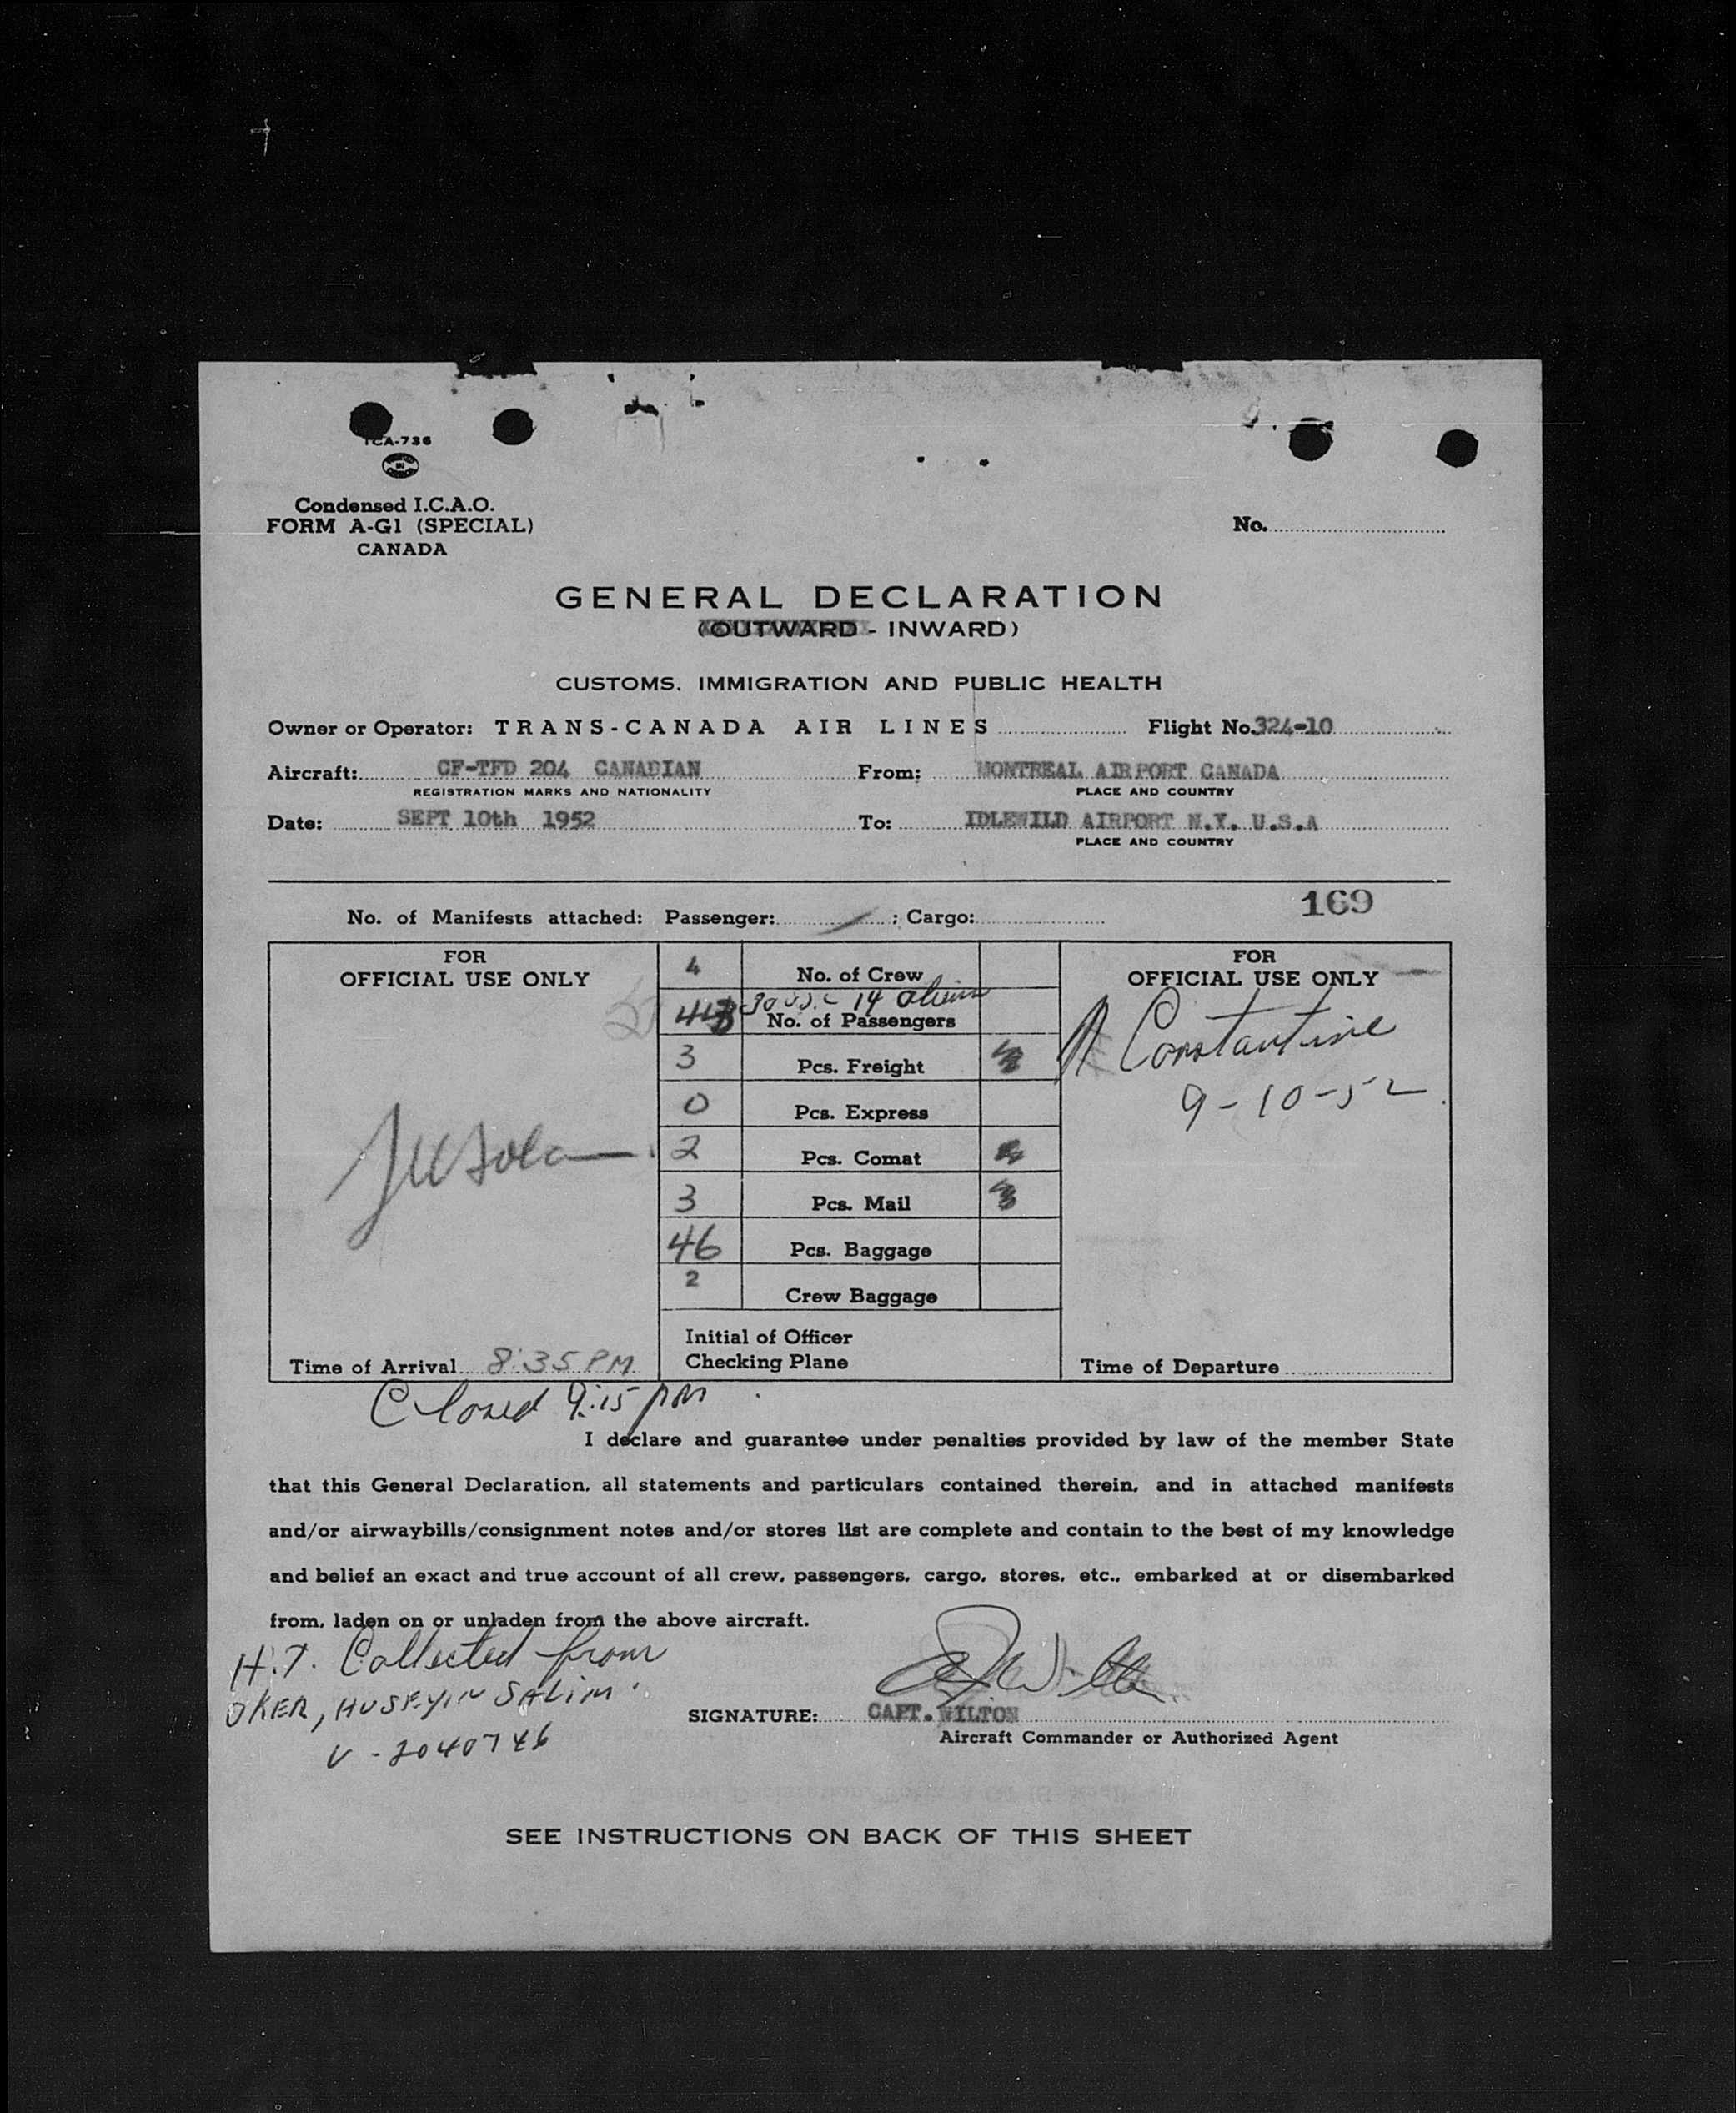 TCA-736
Condensed I.C.A.O.
FORM A-G1 (SPECIAL)
CANADA
No.
GENERAL DECLARATION
(OUTWARD - INWARD)
CUSTOMS, IMMIGRATION AND PUBLIC HEALTH
Owner or Operator: TRANS-CANADA AIR LINES Flight No. 324-10
Aircraft: CF-TFD 204 CANADIAN From: MONTREAL AIRPORT CANADA
REGISTRATION MARKS AND NATIONALITY PLACE AND COUNTRY
Date: SEPT 10th 1952 To: IDLEWILD AIRPORT N.Y. U.S.A
PLACE AND COUNTRY
169
No. of Manifests attached: Passenger: ; Cargo:
FOR
OFFICIAL USE ONLY
Time of Arrival 8:35 PM
4 No. of Crew
30 14 aliens
44 No. of Passengers
3 Pcs. Freight
0 Pcs. Express
2 Pcs. Comat
3 Pcs. Mail 3
46 Pcs. Baggage
2 Crew Baggage
Initial of Officer
Checking Plane
FOR
OFFICIAL USE ONLY
Constantine
9-10-52
Time of Departure
Closed 9:15 pm
I declare and guarantee under penalties provided by law of the member State
that this General Declaration, all statements and particulars contained therein, and in attached manifests
and/or airwaybills/consignment notes and/or stores list are complete and contain to the best of my knowledge
and belief an exact and true account of all crew, passengers, cargo, stores, etc., embarked at or disembarked
from, laden on or unladen from the above aircraft.
H.T. Collected from
OKER, HUSEYIN SALIM.
V-2040746
SIGNATURE: CAPT. WILTON
Aircraft Commander or Authorized Agent
SEE INSTRUCTIONS ON BACK OF THIS SHEET